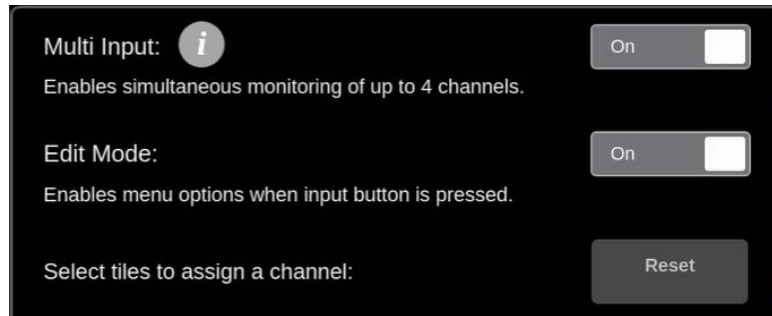 Multi Input: i On
Enables simultaneous monitoring of up to 4 channels.
Edit Mode: On
Enables menu options when input button is pressed.
Select tiles to assign a channel: Reset